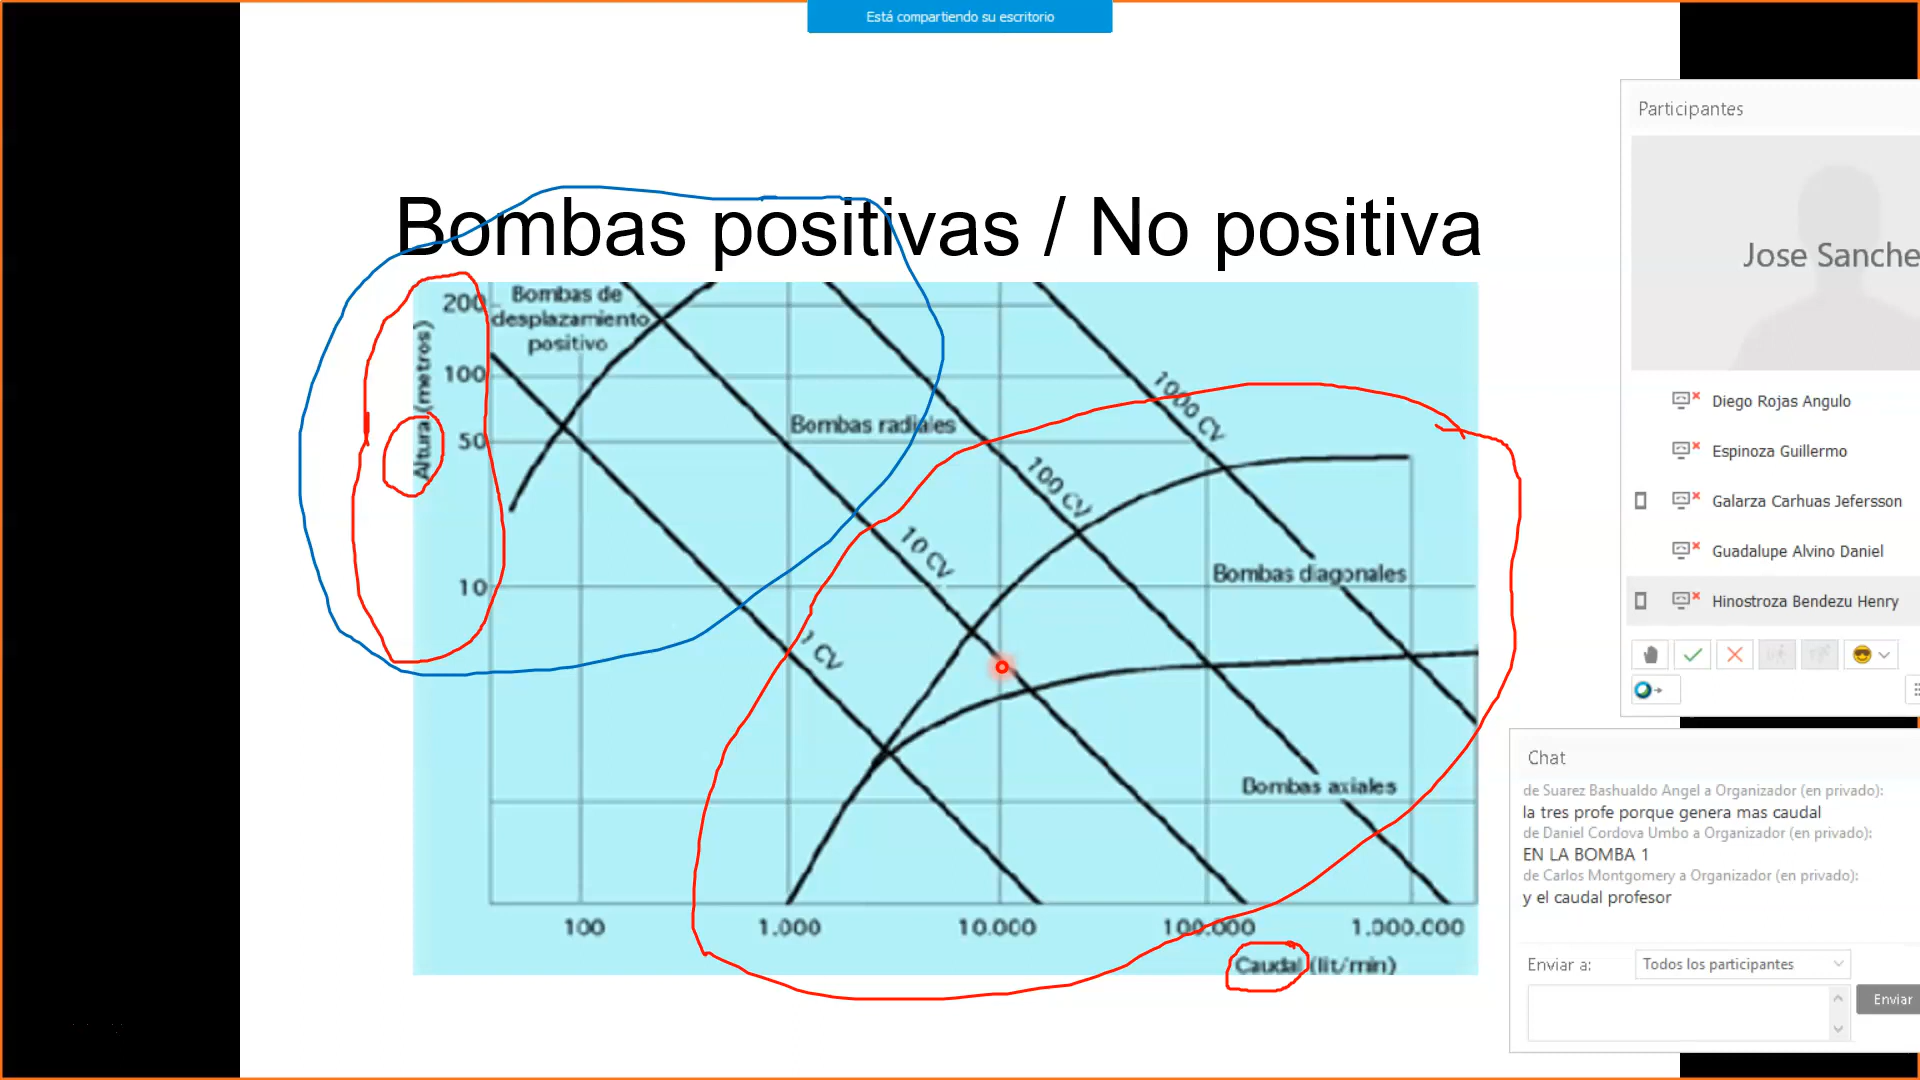 Está compartiendo su escritorio
Bombas positivas / No positiva
Altura (metros)
200
100
50
10
Bombas de
desplazamiento
positivo
Bombas radiales
1000 CV
100 CV
10 CV
1 CV
Bombas diagonales
Bombas axiales
100
1.000
10.000
100.000
1.000.000
Caudal (lit/min)
Participantes
Jose Sanche
Diego Rojas Angulo
Espinoza Guillermo
Galarza Carhuas Jefersson
Guadalupe Alvino Daniel
Hinostroza Bendezu Henry
Chat
de Suarez Bashualdo Angel a Organizador (en privado):
la tres profe porque genera mas caudal
de Daniel Cordova Umbo a Organizador (en privado):
EN LA BOMBA 1
de Carlos Montgomery a Organizador (en privado):
y el caudal profesor
Enviar a:
Todos los participantes
Enviar